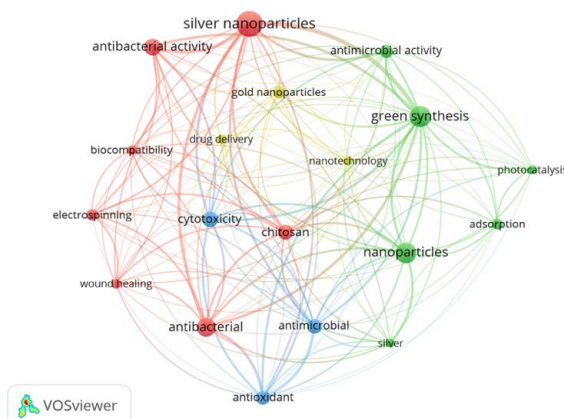 silver nanoparticles
antibacterial activity
antimicrobial activity
gold nanoparticles
green synthesis
drug delivery
biocompatibility
nanotechnology
photocatalysis
electrospinning
cytotoxicity
chitosan
adsorption
nanoparticles
wound healing
antibacterial
antimicrobial
silver
antioxidant
VOSviewer